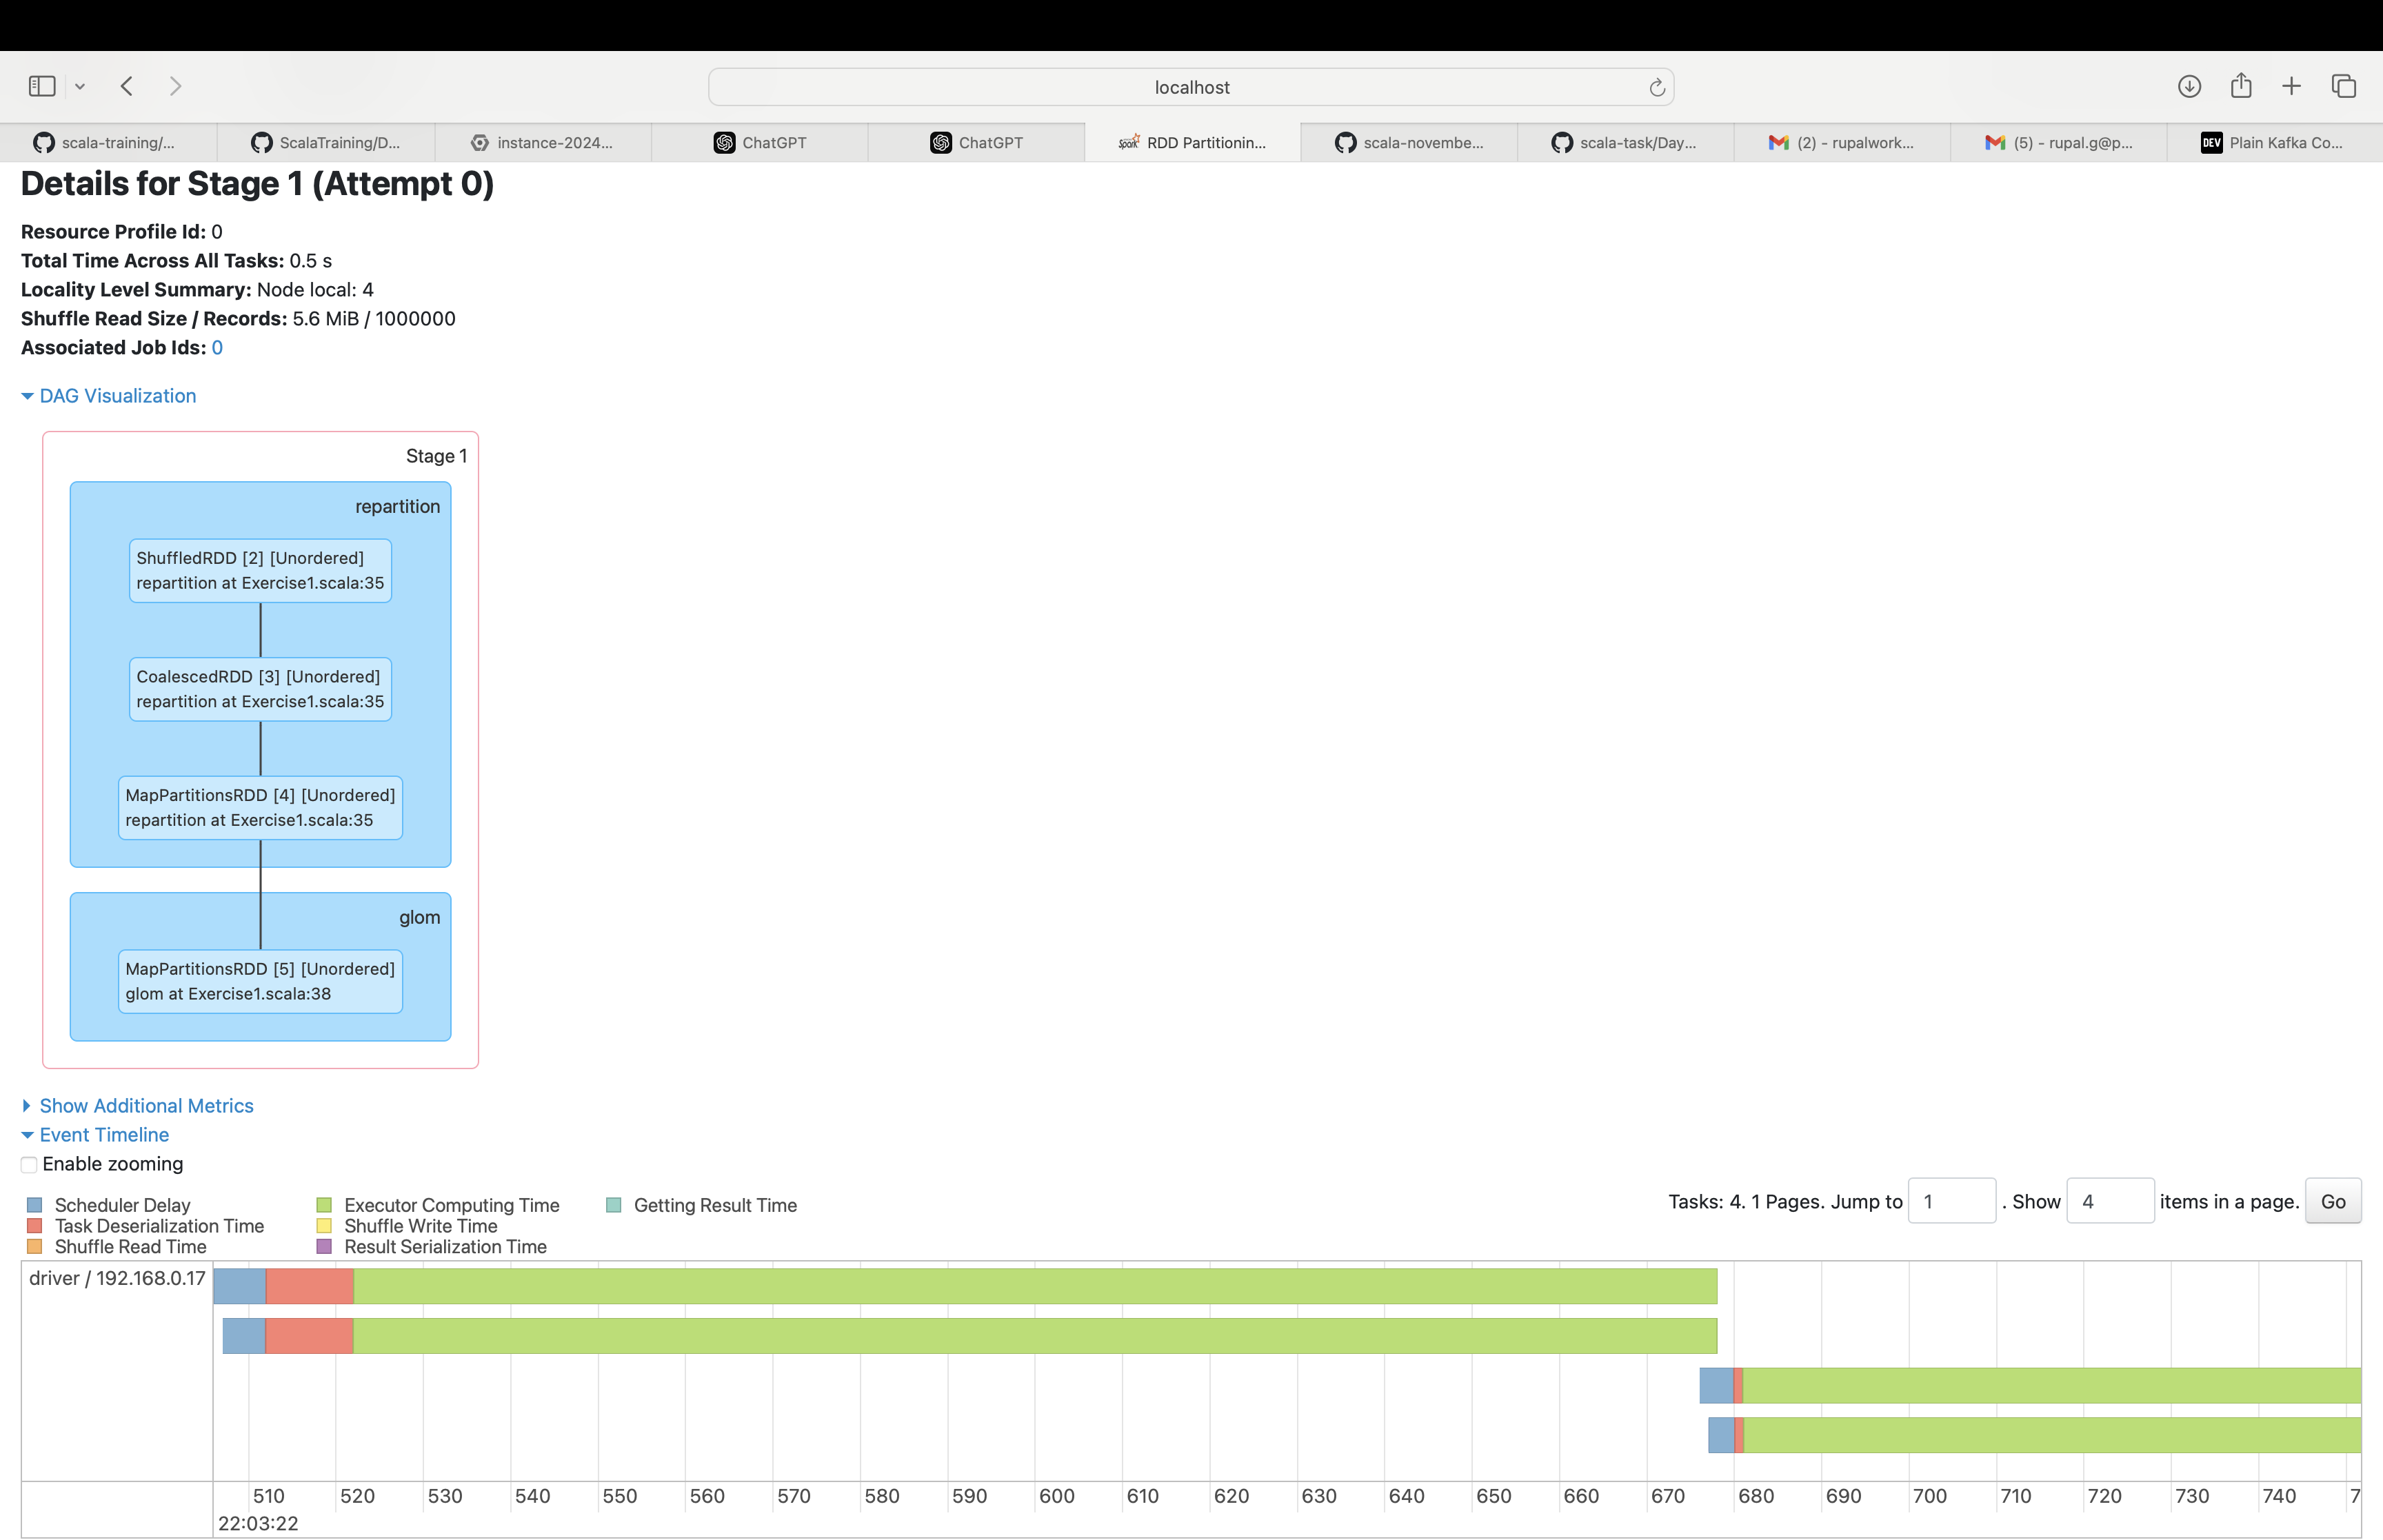 localhost
scala-training/...
ScalaTraining/D...
instance-2024...
ChatGPT
ChatGPT
Spark
RDD Partitionin...
scala-novembe...
scala-task/Day...
(2) - rupalwork...
(5) - rupal.g@p...
DEV
Plain Kafka Co...
Details for Stage 1 (Attempt 0)
Resource Profile Id: 0
Total Time Across All Tasks: 0.5 s
Locality Level Summary: Node local: 4
Shuffle Read Size / Records: 5.6 MiB / 1000000
Associated Job Ids: 0
DAG Visualization
Stage 1
repartition
ShuffledRDD [2] [Unordered]
repartition at Exercise1.scala:35
CoalescedRDD [3] [Unordered]
repartition at Exercise1.scala:35
MapPartitionsRDD [4] [Unordered]
repartition at Exercise1.scala:35
glom
MapPartitionsRDD [5] [Unordered]
glom at Exercise1.scala:38
Show Additional Metrics
Event Timeline
Enable zooming
Scheduler Delay
Task Deserialization Time
Shuffle Read Time
Executor Computing Time
Shuffle Write Time
Result Serialization Time
Getting Result Time
Tasks: 4. 1 Pages. Jump to 1 . Show 4 items in a page. Go
driver / 192.168.0.17
510 520 530 540 550 560 570 580 590 600 610 620 630 640 650 660 670 680 690 700 710 720 730 740 7
22:03:22